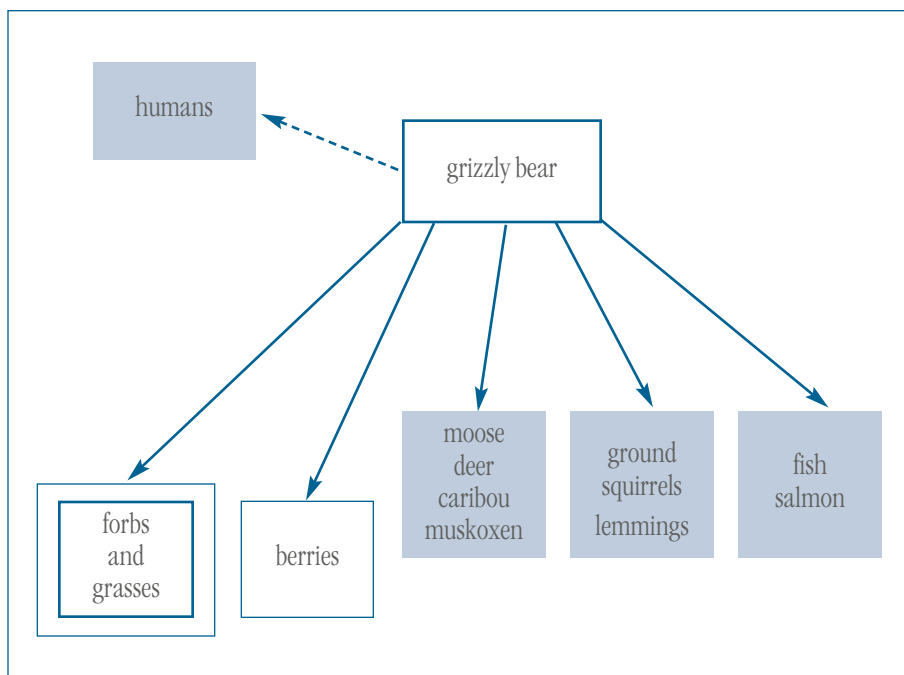 humans
grizzly bear
forbs
and
grasses
berries
moose
deer
caribou
muskoxen
ground
squirrels
lemmings
fish
salmon